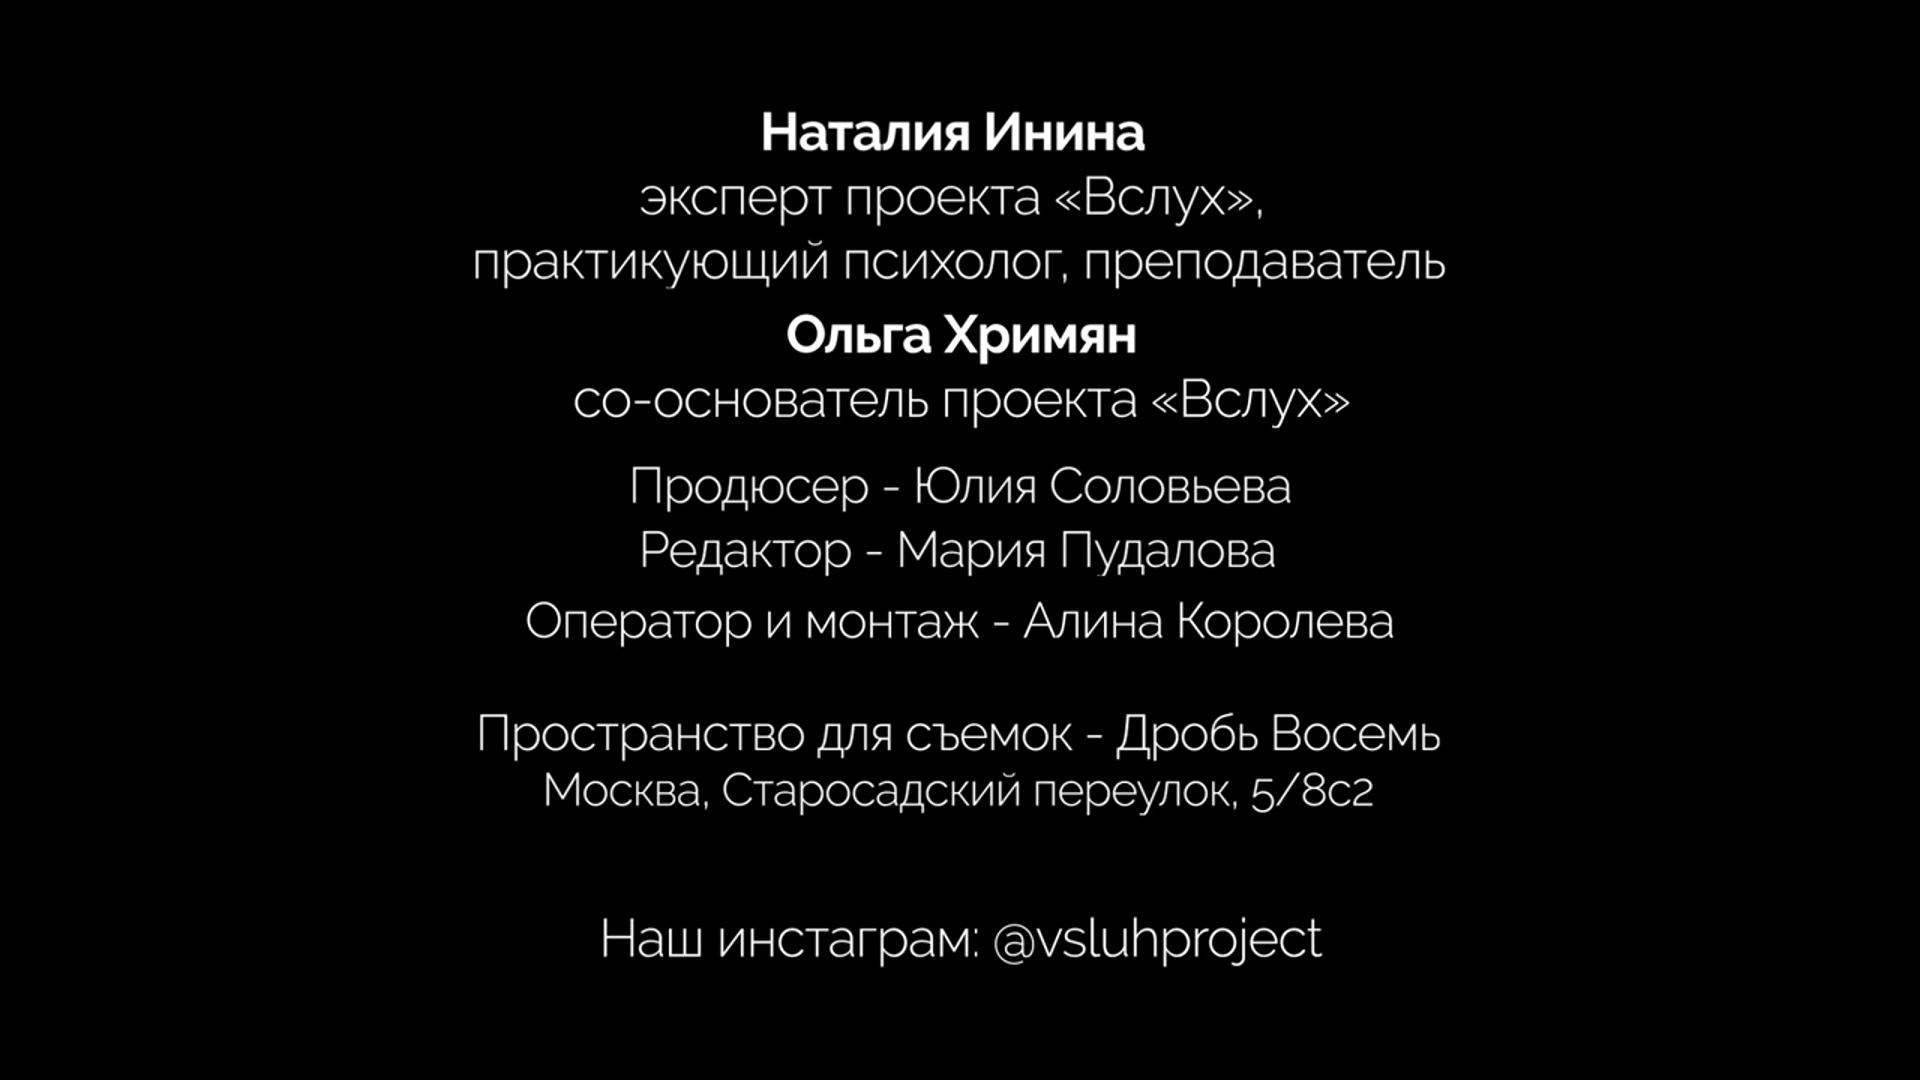 Наталия Инина
эксперт проекта «Вслух»,
практикующий психолог, преподаватель
Ольга Хримян
со-основатель проекта «Вслух»
Продюсер - Юлия Соловьева
Редактор - Мария Пудалова
Оператор и монтаж - Алина Королева
Пространство для съемок - Дробь Восемь
Москва, Старосадский переулок, 5/8с2
Наш инстаграм: @vsluhproject